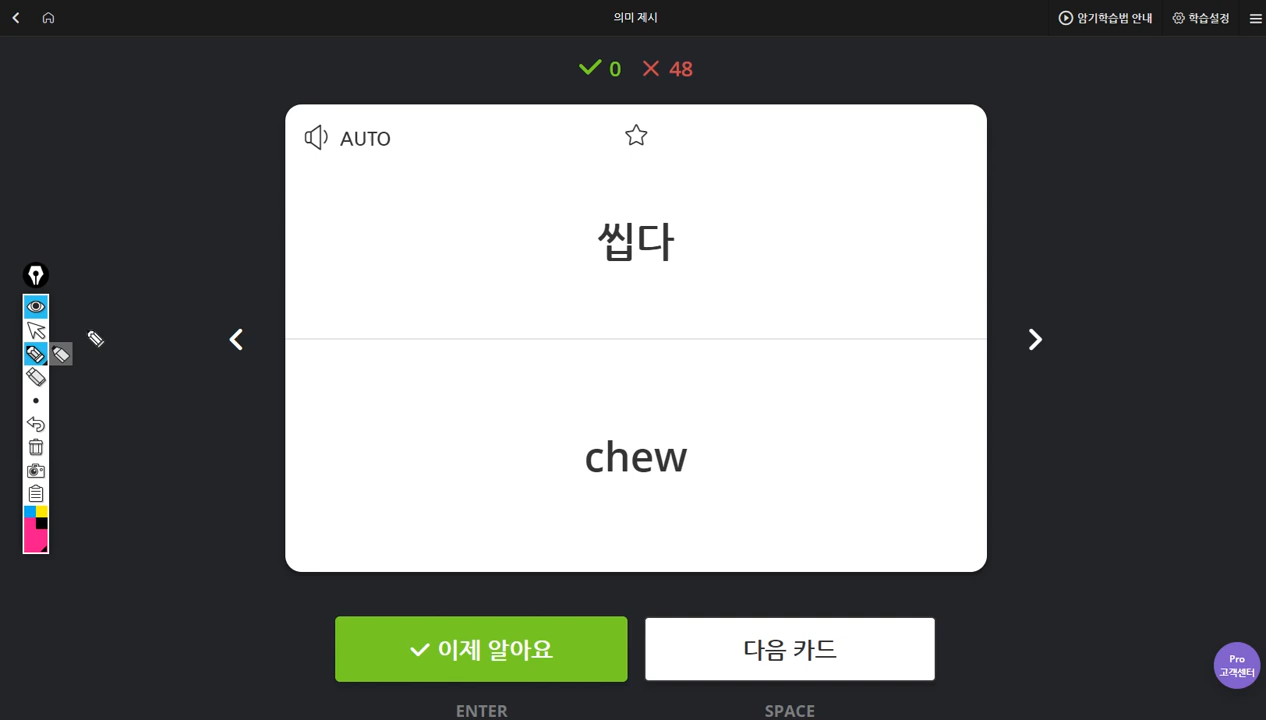 의미 제시
암기학습법 안내
학습설정
0
48
AUTO
씹다
chew
이제 알아요
다음 카드
ENTER
SPACE
Pro
고객센터